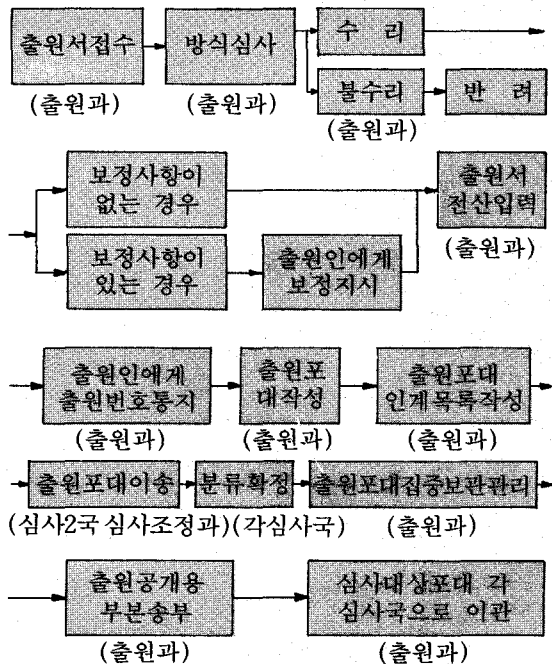 출원서접수
방식심사
수 리
불수리
반 려
(출원과)
(출원과)
(출원과)
보정사항이
없는 경우
출원서
전산입력
(출원과)
보정사항이
있는 경우
출원인에게
보정지시
출원인에게
출원번호통지
출원포
대작성
출원포대
인계목록작성
(출원과)
(출원과)
(출원과)
출원포대이송
분류확정
출원포대집중보관관리
(심사2국 심사조정과)
(각심사국)
(출원과)
출원공개용
부본송부
심사대상포대 각
심사국으로 이관
(출원과)
(출원과)